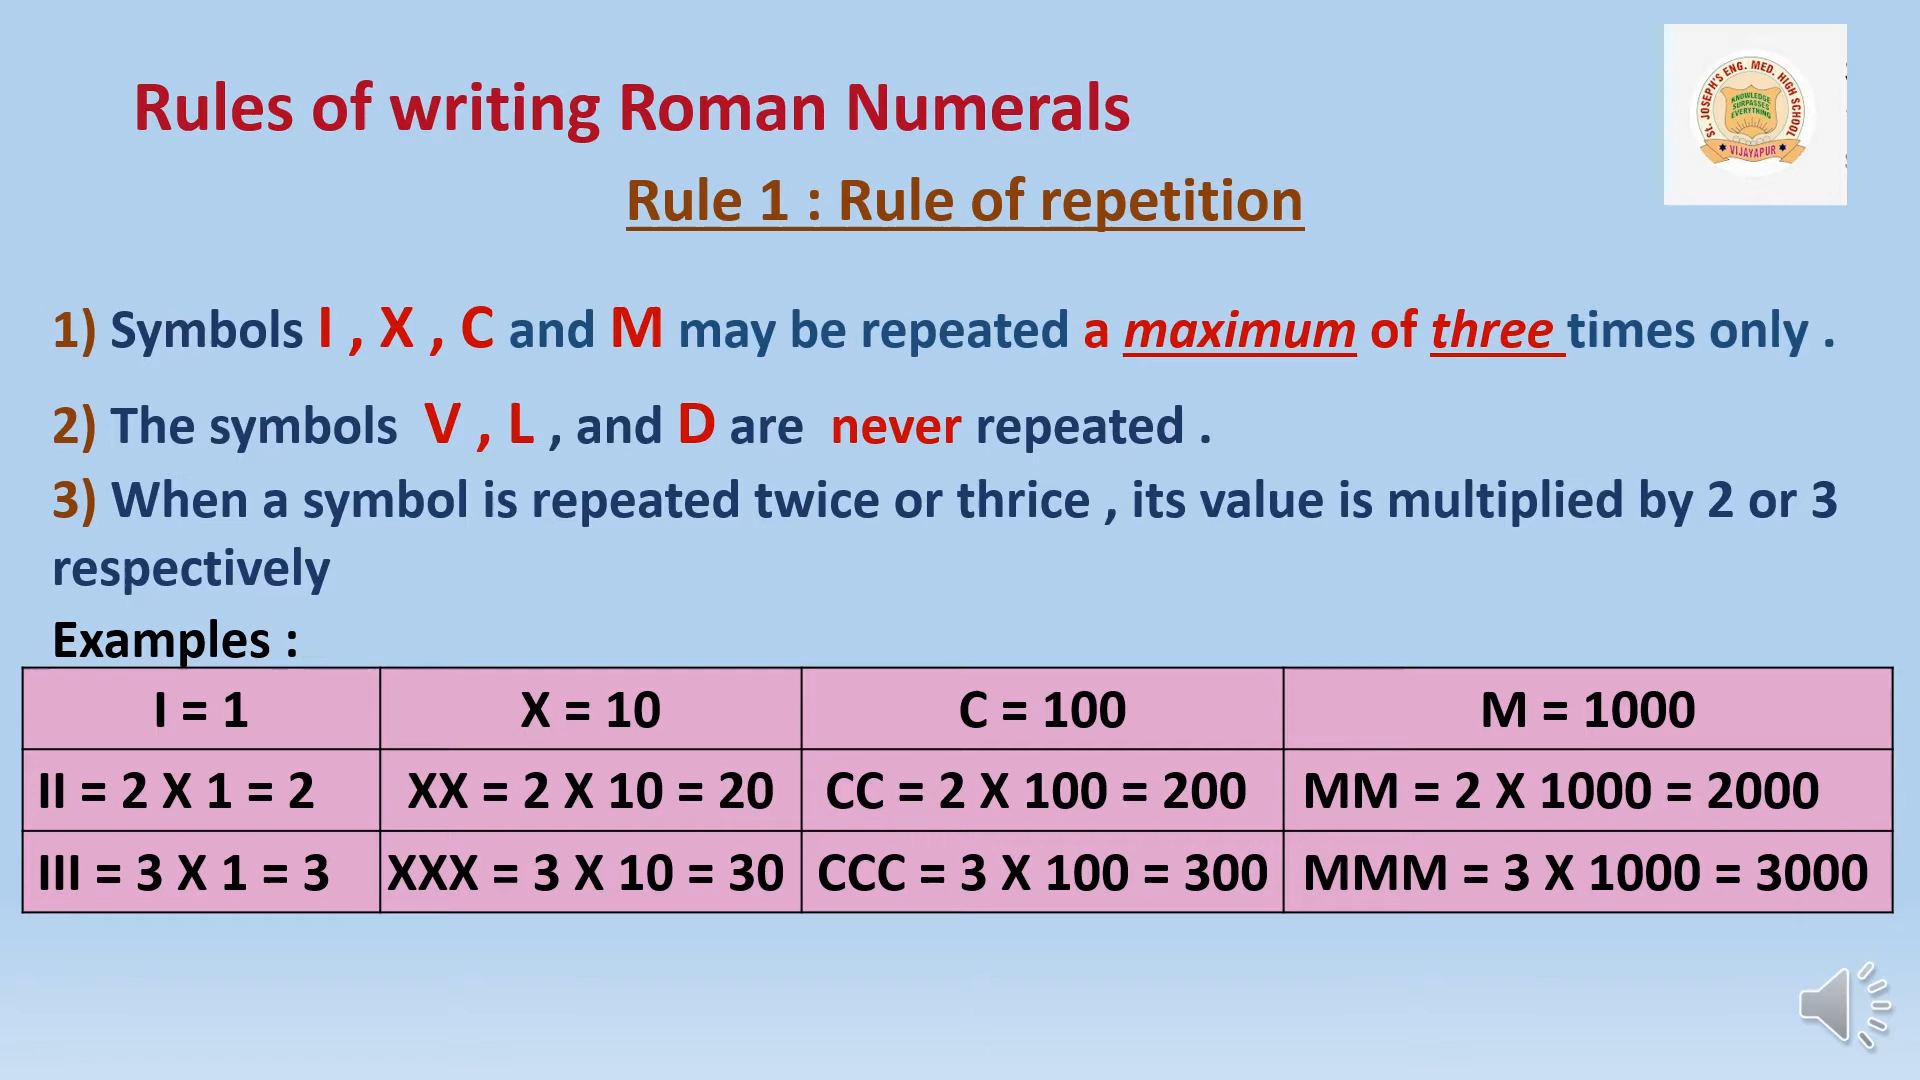 Rules of writing Roman Numerals
ST. JOSEPH'S ENG. MED. HIGH SCHOOL
KNOWLEDGE
SURPASSES
EVERYTHING
VIJAYAPUR
Rule 1 : Rule of repetition
1) Symbols I , X , C and M may be repeated a maximum of three times only .
2) The symbols V , L , and D are never repeated .
3) When a symbol is repeated twice or thrice , its value is multiplied by 2 or 3
respectively
Examples :
I = 1 X = 10 C = 100 M = 1000
II = 2 X 1 = 2 XX = 2 X 10 = 20 CC = 2 X 100 = 200 MM = 2 X 1000 = 2000
III = 3 X 1 = 3 XXX = 3 X 10 = 30 CCC = 3 X 100 = 300 MMM = 3 X 1000 = 3000